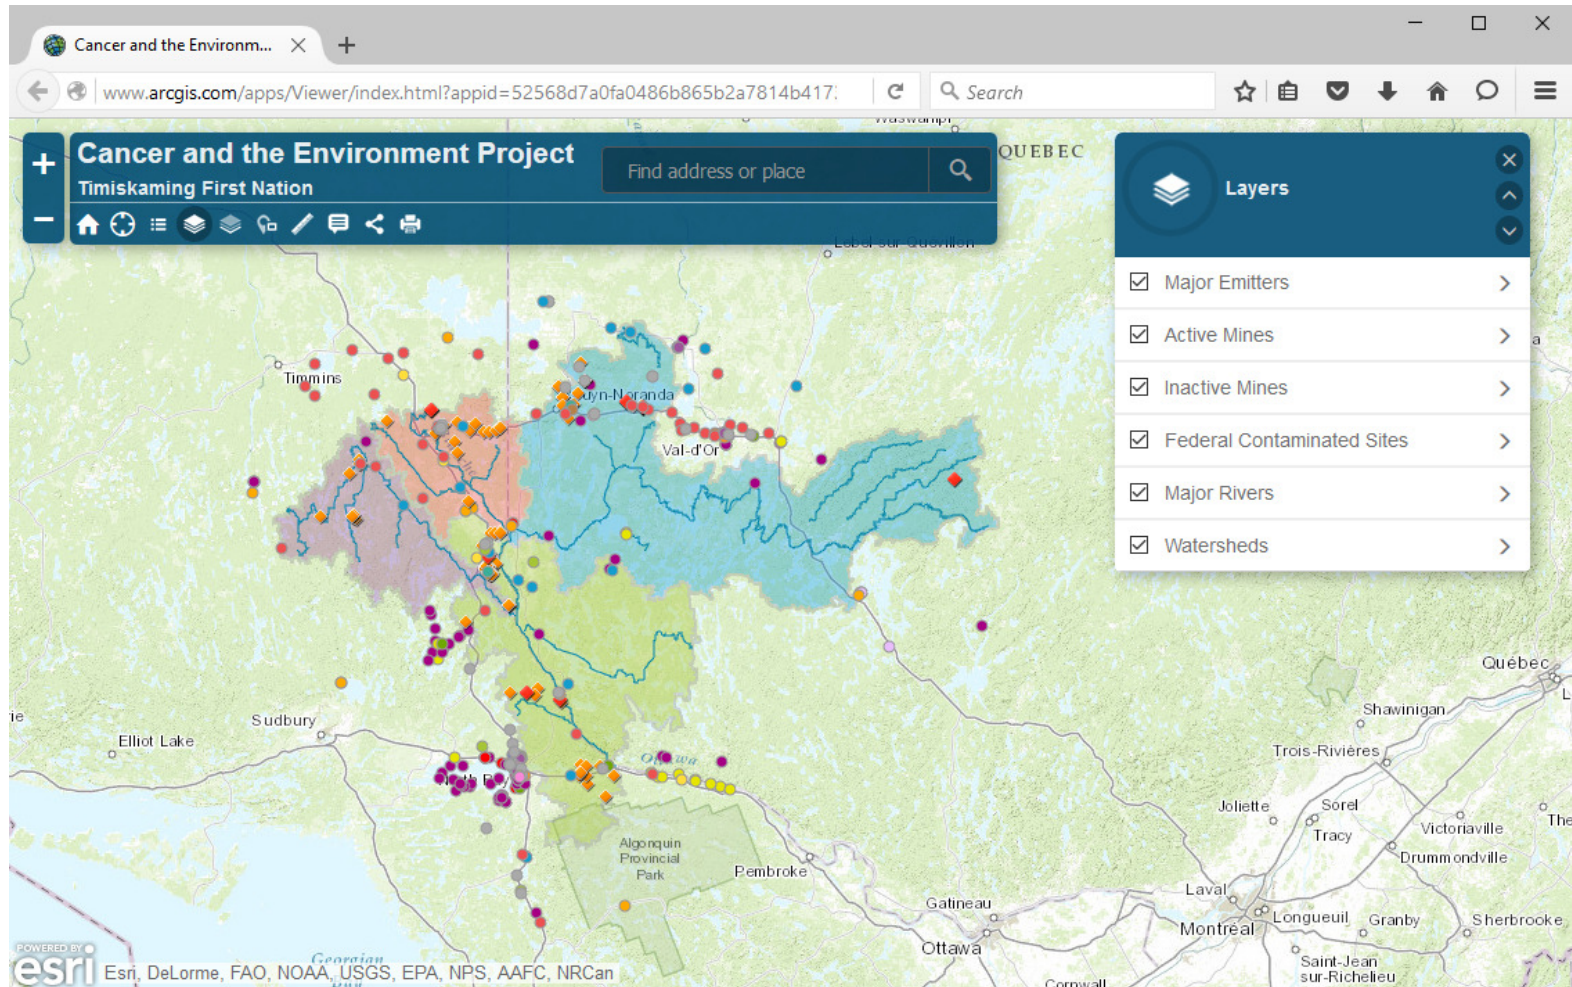 Cancer and the Environm...
www.arcgis.com/apps/Viewer/index.html?appid=52568d7a0fa0486b865b2a7814b417
Search
Cancer and the Environment Project
Timiskaming First Nation
Find address or place
QUEBEC
Layers
Major Emitters
Active Mines
Inactive Mines
Federal Contaminated Sites
Major Rivers
Watersheds
Timmins
Val-d'Or
Québec
Shawinigan
Sudbury
Elliot Lake
Trois-Rivières
Ottawa
Joliette
Sorel
Tracy
Victoriaville
Drummondville
Algonquin
Provincial
Park
Pembroke
Laval
Gatineau
Longueuil
Granby
Sherbrooke
Montréal
Ottawa
Saint-Jean
sur-Richelieu
Georgian
Cornwall
POWERED BY
esri
Esri, DeLorme, FAO, NOAA, USGS, EPA, NPS, AAFC, NRCan